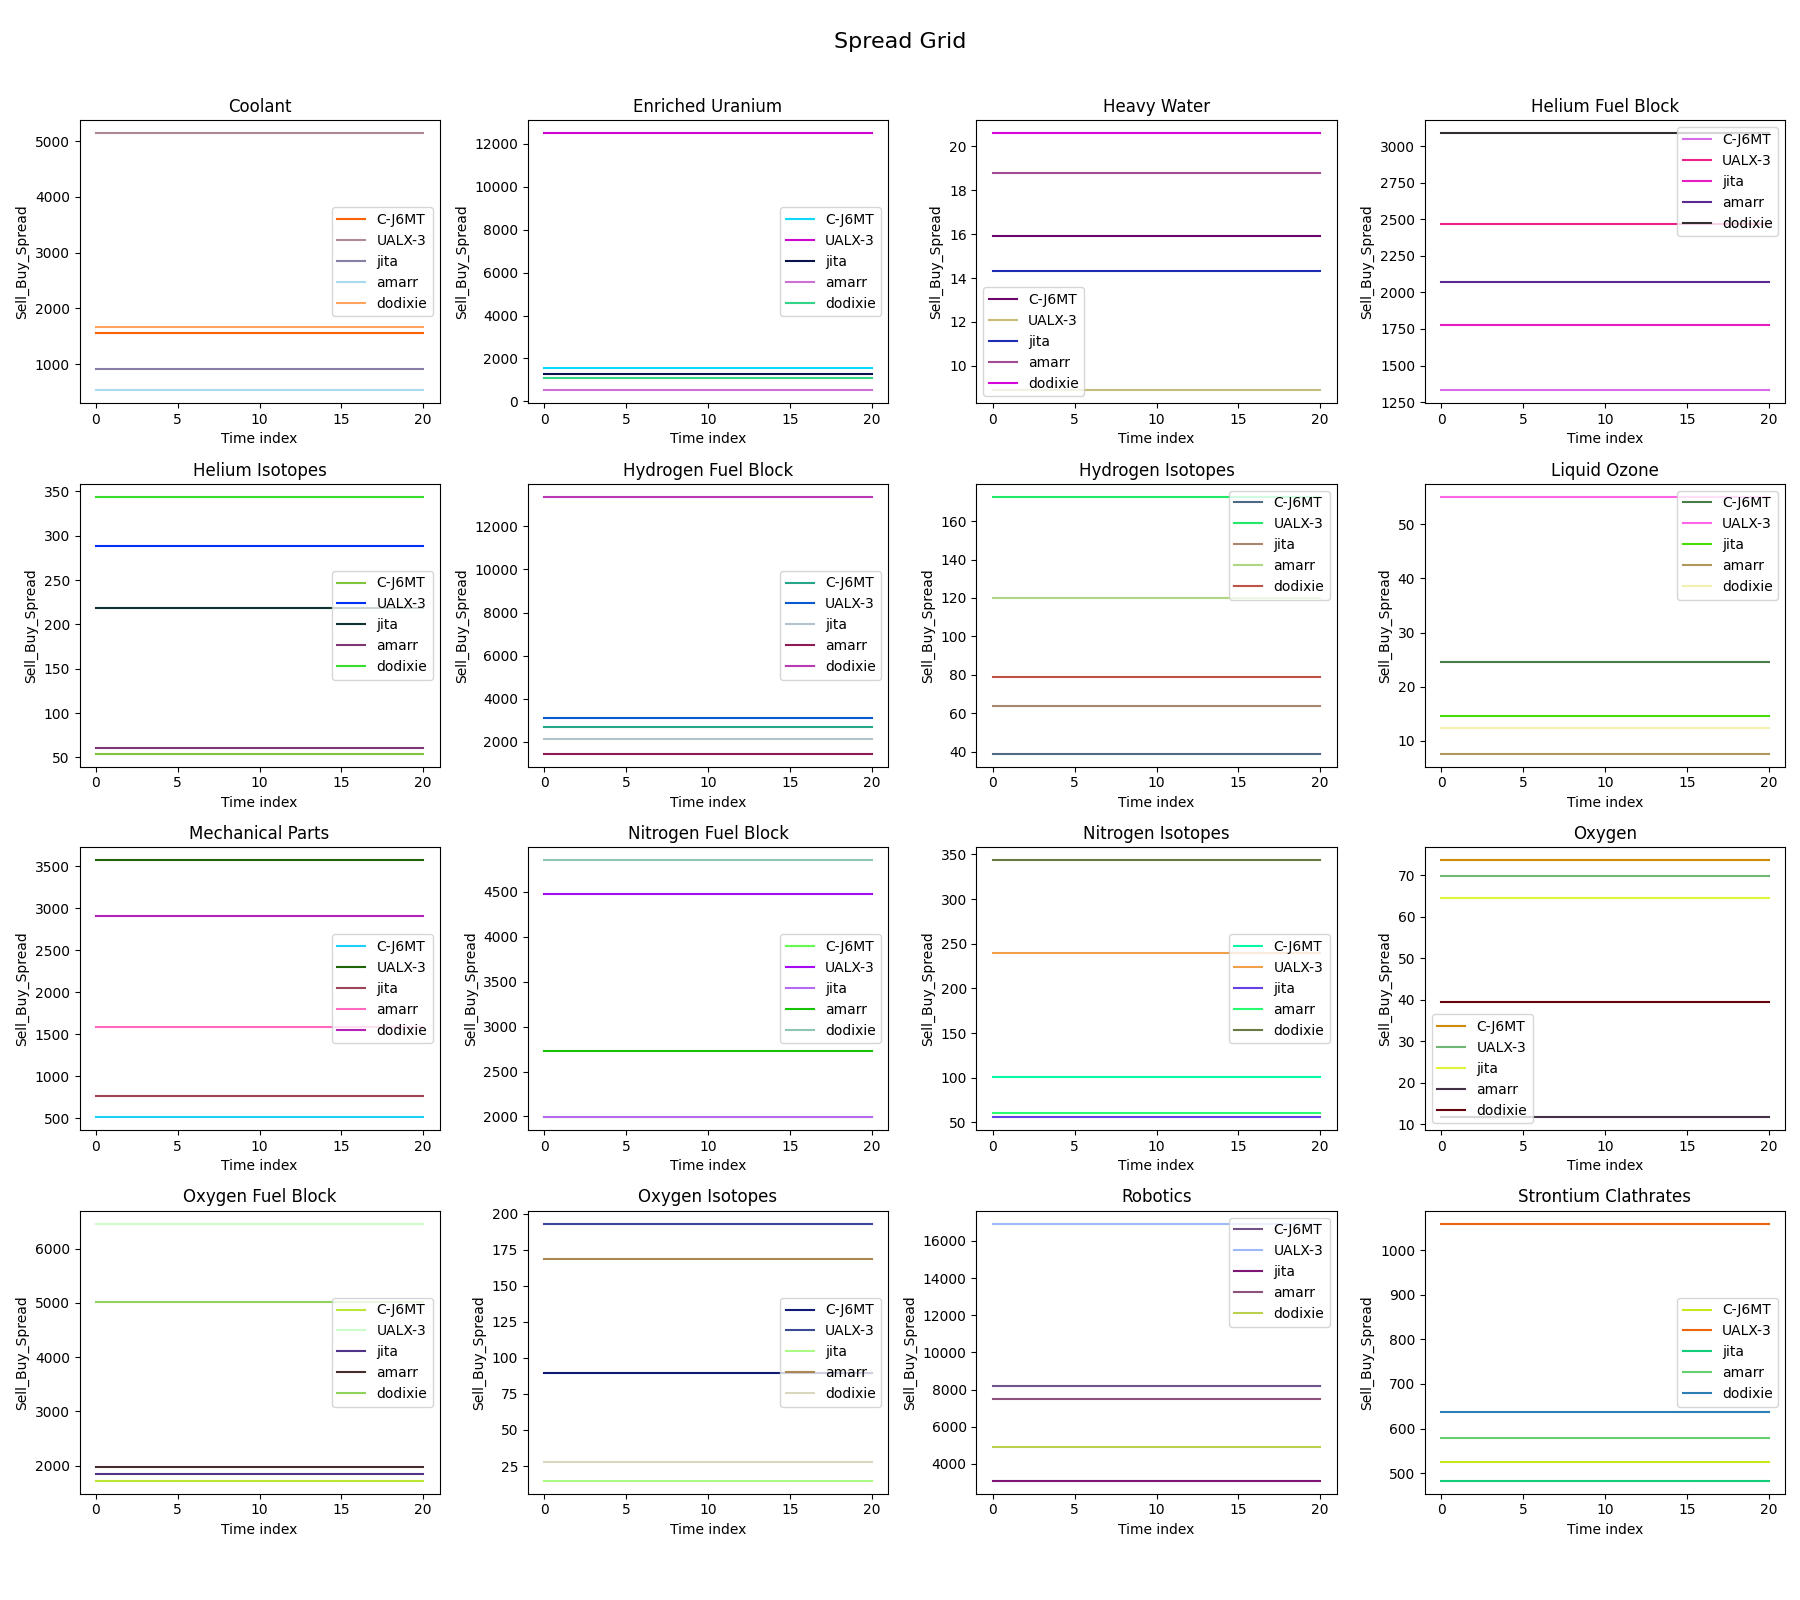 Spread Grid
Coolant
Sell_Buy_Spread
5000
4000
3000
2000
1000
C-J6MT
UALX-3
jita
amarr
dodixie
0 5 10 15 20
Time index
Enriched Uranium
Sell_Buy_Spread
12000
10000
8000
6000
4000
2000
0
C-J6MT
UALX-3
jita
amarr
dodixie
0 5 10 15 20
Time index
Heavy Water
Sell_Buy_Spread
20
18
16
14
12
10
C-J6MT
UALX-3
jita
amarr
dodixie
0 5 10 15 20
Time index
Helium Fuel Block
Sell_Buy_Spread
3000
2750
2500
2250
2000
1750
1500
1250
C-J6MT
UALX-3
jita
amarr
dodixie
0 5 10 15 20
Time index
Helium Isotopes
Sell_Buy_Spread
350
300
250
200
150
100
50
C-J6MT
UALX-3
jita
amarr
dodixie
0 5 10 15 20
Time index
Hydrogen Fuel Block
Sell_Buy_Spread
12000
10000
8000
6000
4000
2000
C-J6MT
UALX-3
jita
amarr
dodixie
0 5 10 15 20
Time index
Hydrogen Isotopes
Sell_Buy_Spread
160
140
120
100
80
60
40
C-J6MT
UALX-3
jita
amarr
dodixie
0 5 10 15 20
Time index
Liquid Ozone
Sell_Buy_Spread
50
40
30
20
10
C-J6MT
UALX-3
jita
amarr
dodixie
0 5 10 15 20
Time index
Mechanical Parts
Sell_Buy_Spread
3500
3000
2500
2000
1500
1000
500
C-J6MT
UALX-3
jita
amarr
dodixie
0 5 10 15 20
Time index
Nitrogen Fuel Block
Sell_Buy_Spread
4500
4000
3500
3000
2500
2000
C-J6MT
UALX-3
jita
amarr
dodixie
0 5 10 15 20
Time index
Nitrogen Isotopes
Sell_Buy_Spread
350
300
250
200
150
100
50
C-J6MT
UALX-3
jita
amarr
dodixie
0 5 10 15 20
Time index
Oxygen
Sell_Buy_Spread
70
60
50
40
30
20
10
C-J6MT
UALX-3
jita
amarr
dodixie
0 5 10 15 20
Time index
Oxygen Fuel Block
Sell_Buy_Spread
6000
5000
4000
3000
2000
C-J6MT
UALX-3
jita
amarr
dodixie
0 5 10 15 20
Time index
Oxygen Isotopes
Sell_Buy_Spread
200
175
150
125
100
75
50
25
C-J6MT
UALX-3
jita
amarr
dodixie
0 5 10 15 20
Time index
Robotics
Sell_Buy_Spread
16000
14000
12000
10000
8000
6000
4000
C-J6MT
UALX-3
jita
amarr
dodixie
0 5 10 15 20
Time index
Strontium Clathrates
Sell_Buy_Spread
1000
900
800
700
600
500
C-J6MT
UALX-3
jita
amarr
dodixie
0 5 10 15 20
Time index